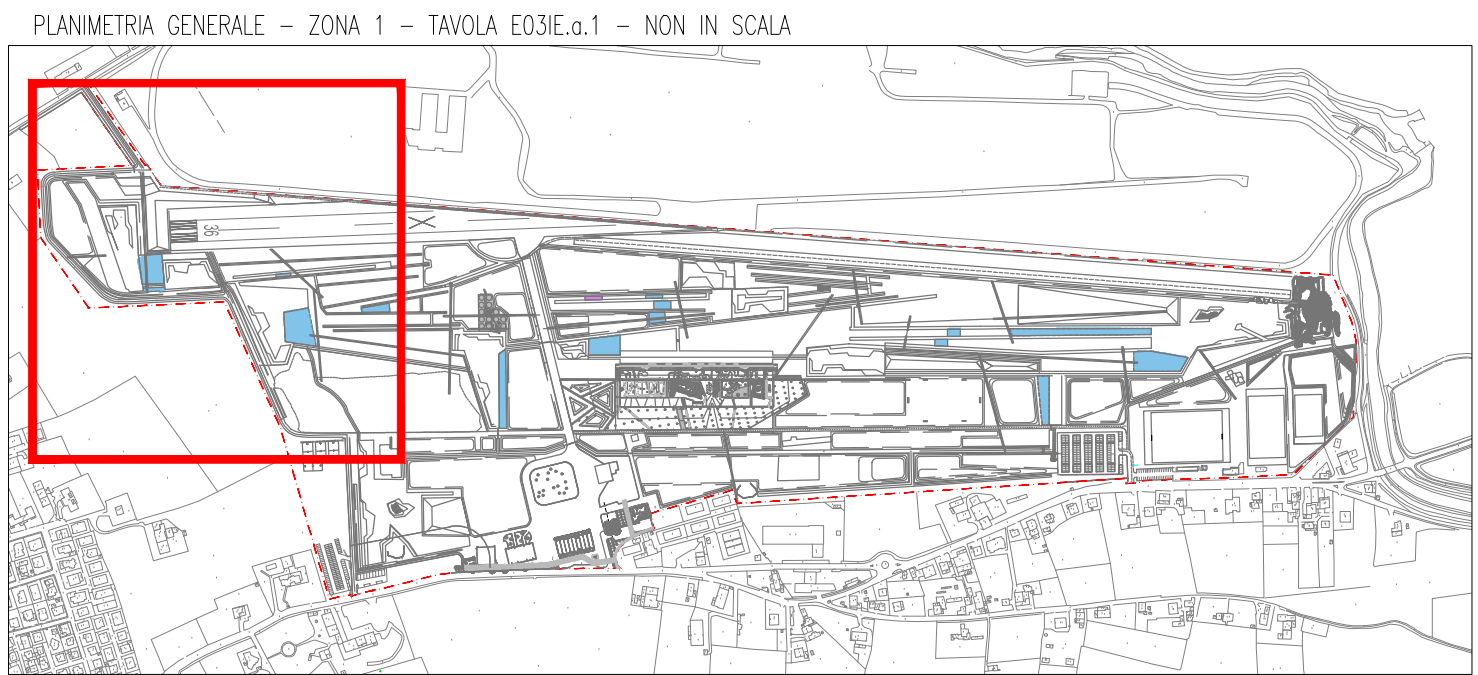 PLANIMETRIA GENERALE – ZONA 1 – TAVOLA E03IE.a.1 – NON IN SCALA
36